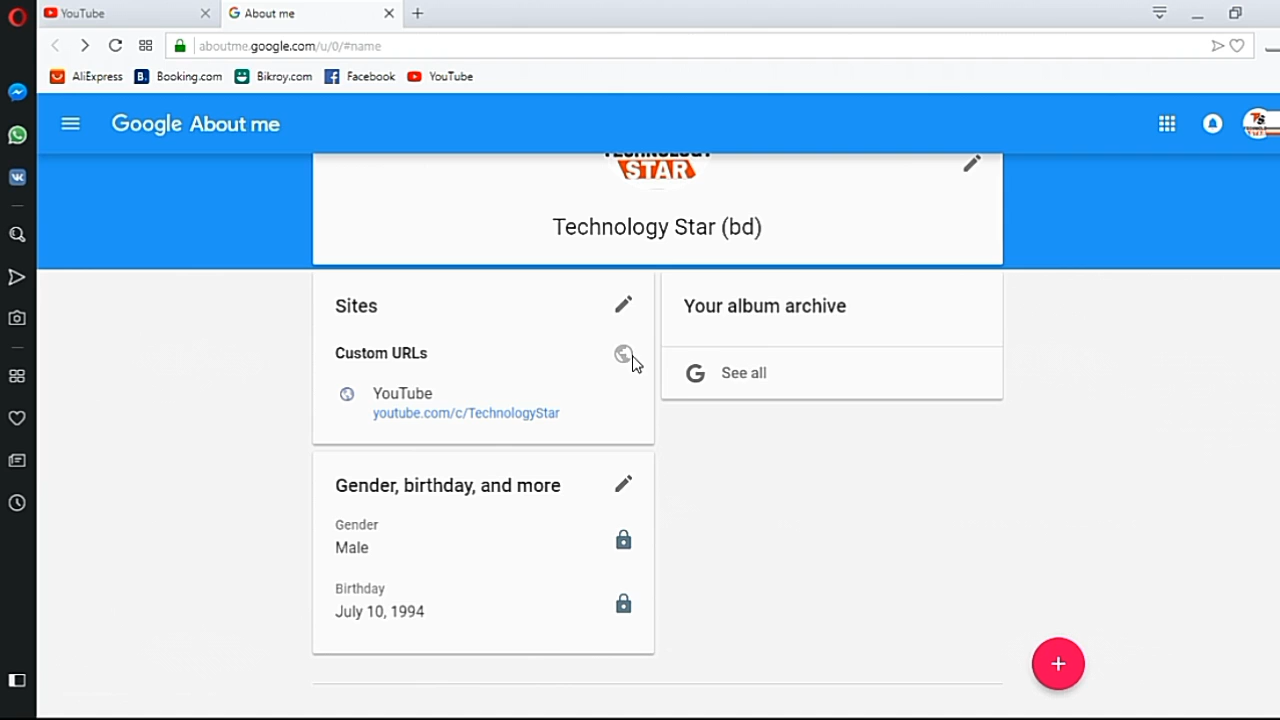 YouTube
About me
aboutme.google.com/u/0/#name
AliExpress
B.
Booking.com
Bikroy.com
Facebook
YouTube
Google About me
TS
TECHNOLOGY
STAR
Technology Star (bd)
Sites
Custom URLs
YouTube
youtube.com/c/TechnologyStar
Your album archive
G
See all
Gender, birthday, and more
Gender
Male
Birthday
July 10, 1994